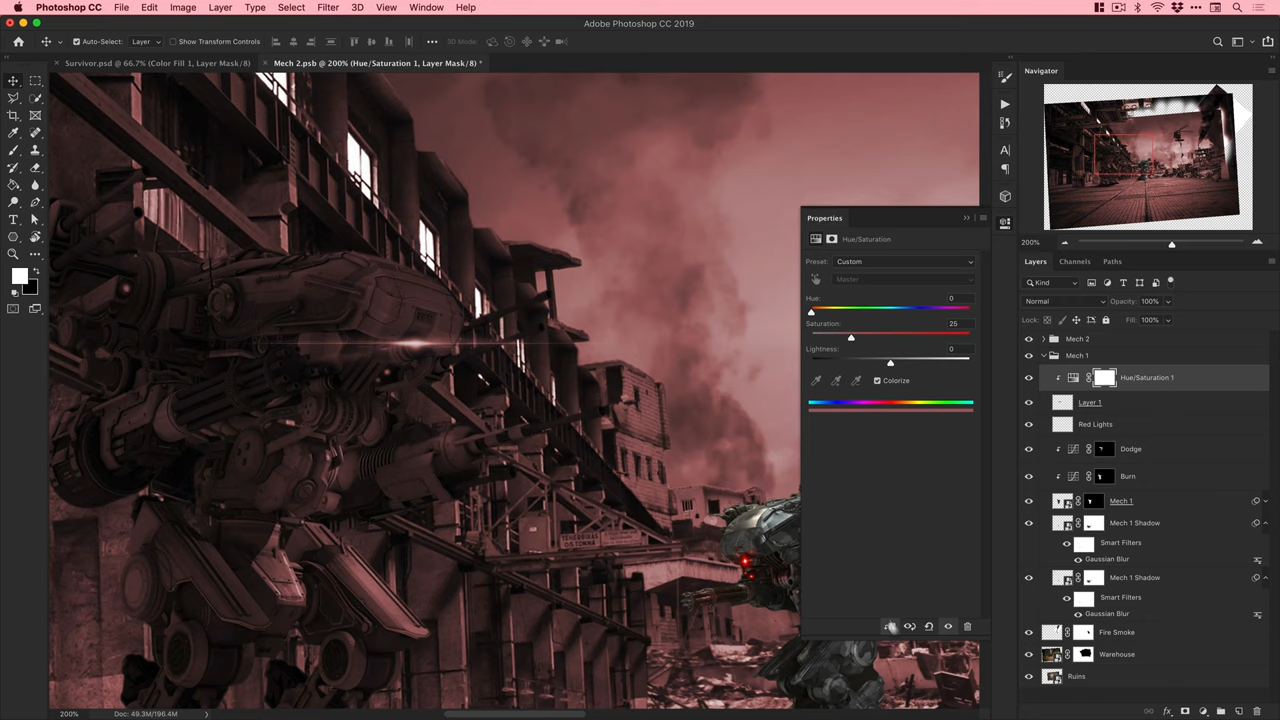 Photoshop CC File Edit Image Layer Type Select Filter 3D View Window Help
Adobe Photoshop CC 2019
Auto-Select: Layer Show Transform Controls 3D Mode:
Survivor.psd @ 66.7% (Color Fill 1, Layer Mask/8)
Mech 2.psb @ 200% (Hue/Saturation 1, Layer Mask/8) *
Navigator
200%
Properties
Hue/Saturation
Preset: Custom
Master
Hue: 0
Saturation: 25
Lightness: 0
Colorize
Layers Channels Paths
Kind
Normal Opacity: 100%
Lock: Fill: 100%
Mech 2
Mech 1
Hue/Saturation 1
Layer 1
Red Lights
Dodge
Burn
Mech 1
Mech 1 Shadow
Smart Filters
Gaussian Blur
Mech 1 Shadow
Smart Filters
Gaussian Blur
Fire Smoke
Warehouse
Ruins
200% Doc: 49.3M/196.4M